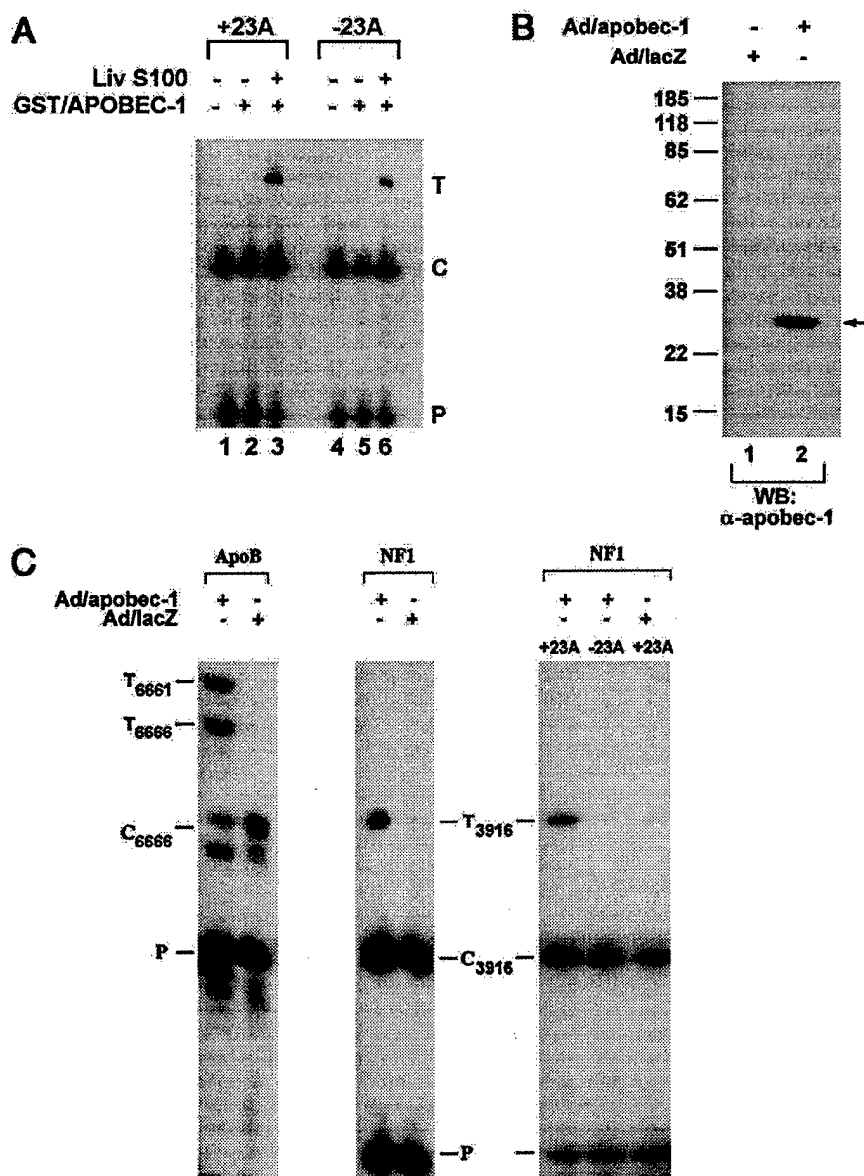 A
+23A -23A
Liv S100 - - + - - +
GST/APOBEC-1 - + + - + +
T
C
P
1 2 3 4 5 6
B
Ad/apobec-1 - +
Ad/lacZ + -
185
118
85
62
51
38
22
15
1 2
WB:
α-apobec-1
C
ApoB NF1 NF1
Ad/apobec-1 + - + - + + -
Ad/lacZ - + - + - - +
+23A -23A +23A
T6661
T6666
C6666 T3916
P C3916
P